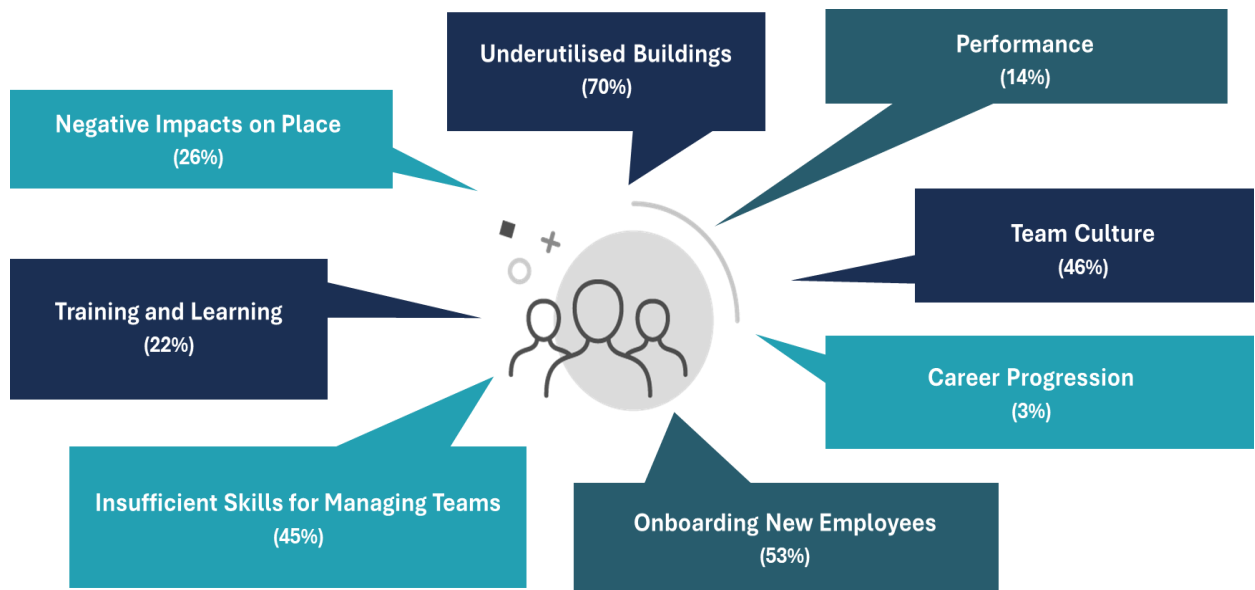 Underutilised Buildings
(70%)
Performance
(14%)
Negative Impacts on Place
(26%)
Team Culture
(46%)
Training and Learning
(22%)
Career Progression
(3%)
Insufficient Skills for Managing Teams
(45%)
Onboarding New Employees
(53%)